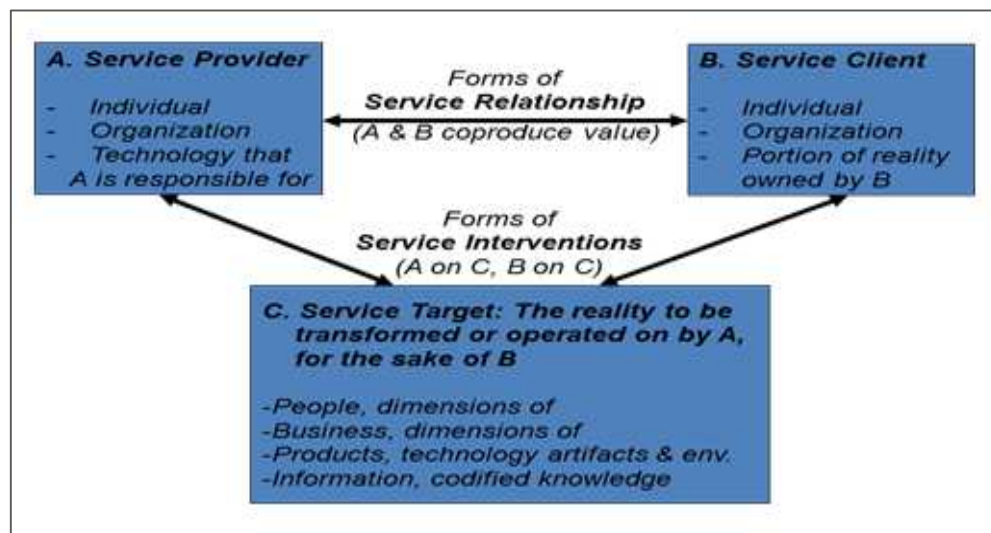 A. Service Provider
- Individual
- Organization
- Technology that
A is responsible for
Forms of
Service Relationship
(A & B coproduce value)
B. Service Client
- Individual
- Organization
- Portion of reality
owned by B
Forms of
Service Interventions
(A on C, B on C)
C. Service Target: The reality to be
transformed or operated on by A,
for the sake of B
-People, dimensions of
-Business, dimensions of
-Products, technology artifacts & env.
-Information, codified knowledge